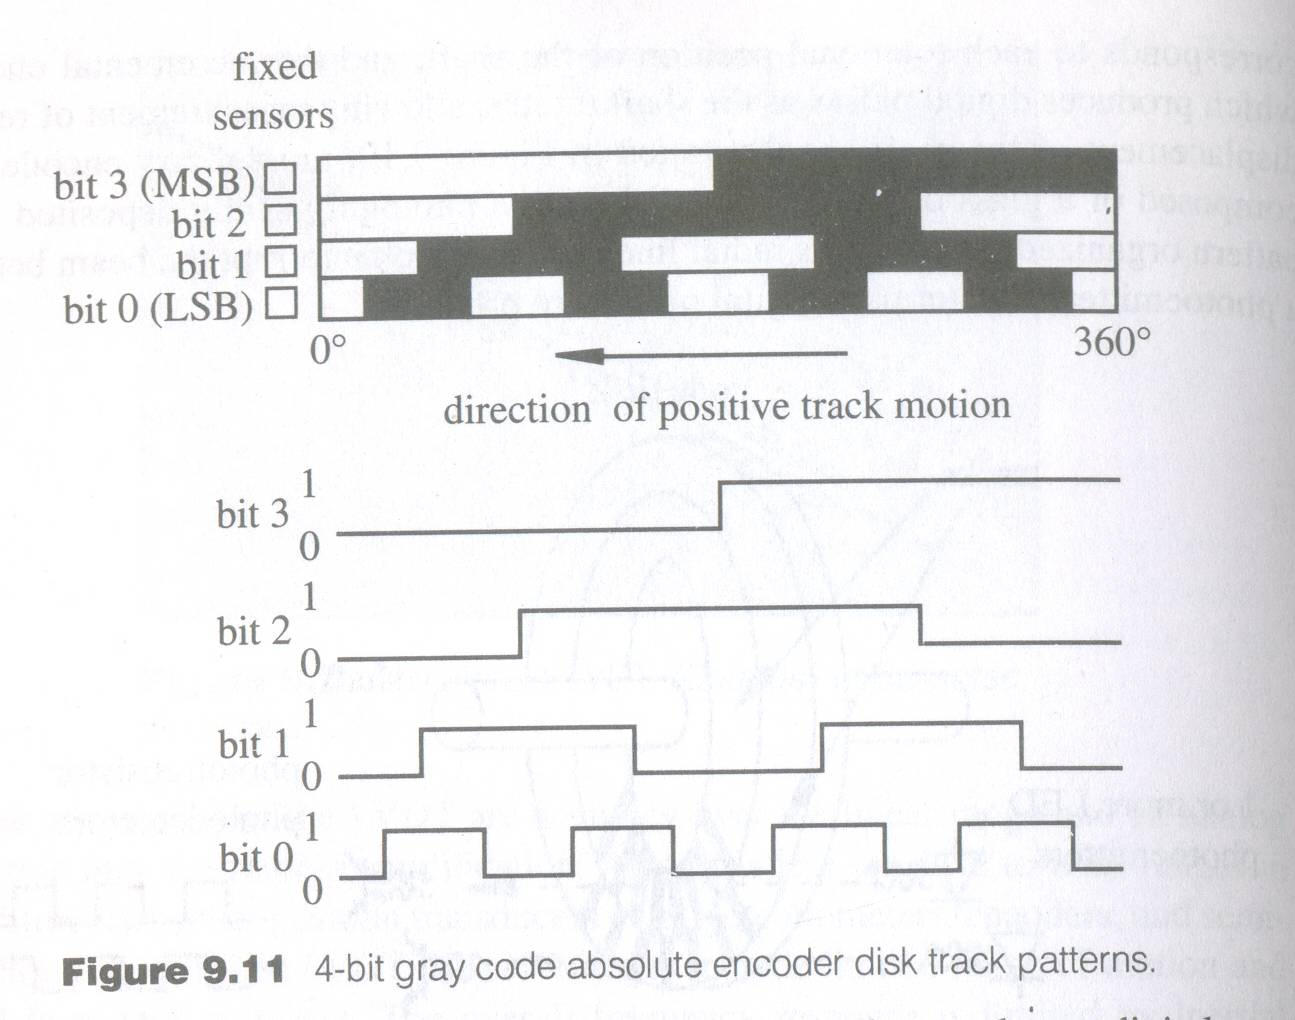 fixed
sensors
bit 3 (MSB)
bit 2
bit 1
bit 0 (LSB)
0° 360°
direction of positive track motion
1
bit 3
0
1
bit 2
0
1
bit 1
0
1
bit 0
0
Figure 9.11 4-bit gray code absolute encoder disk track patterns.